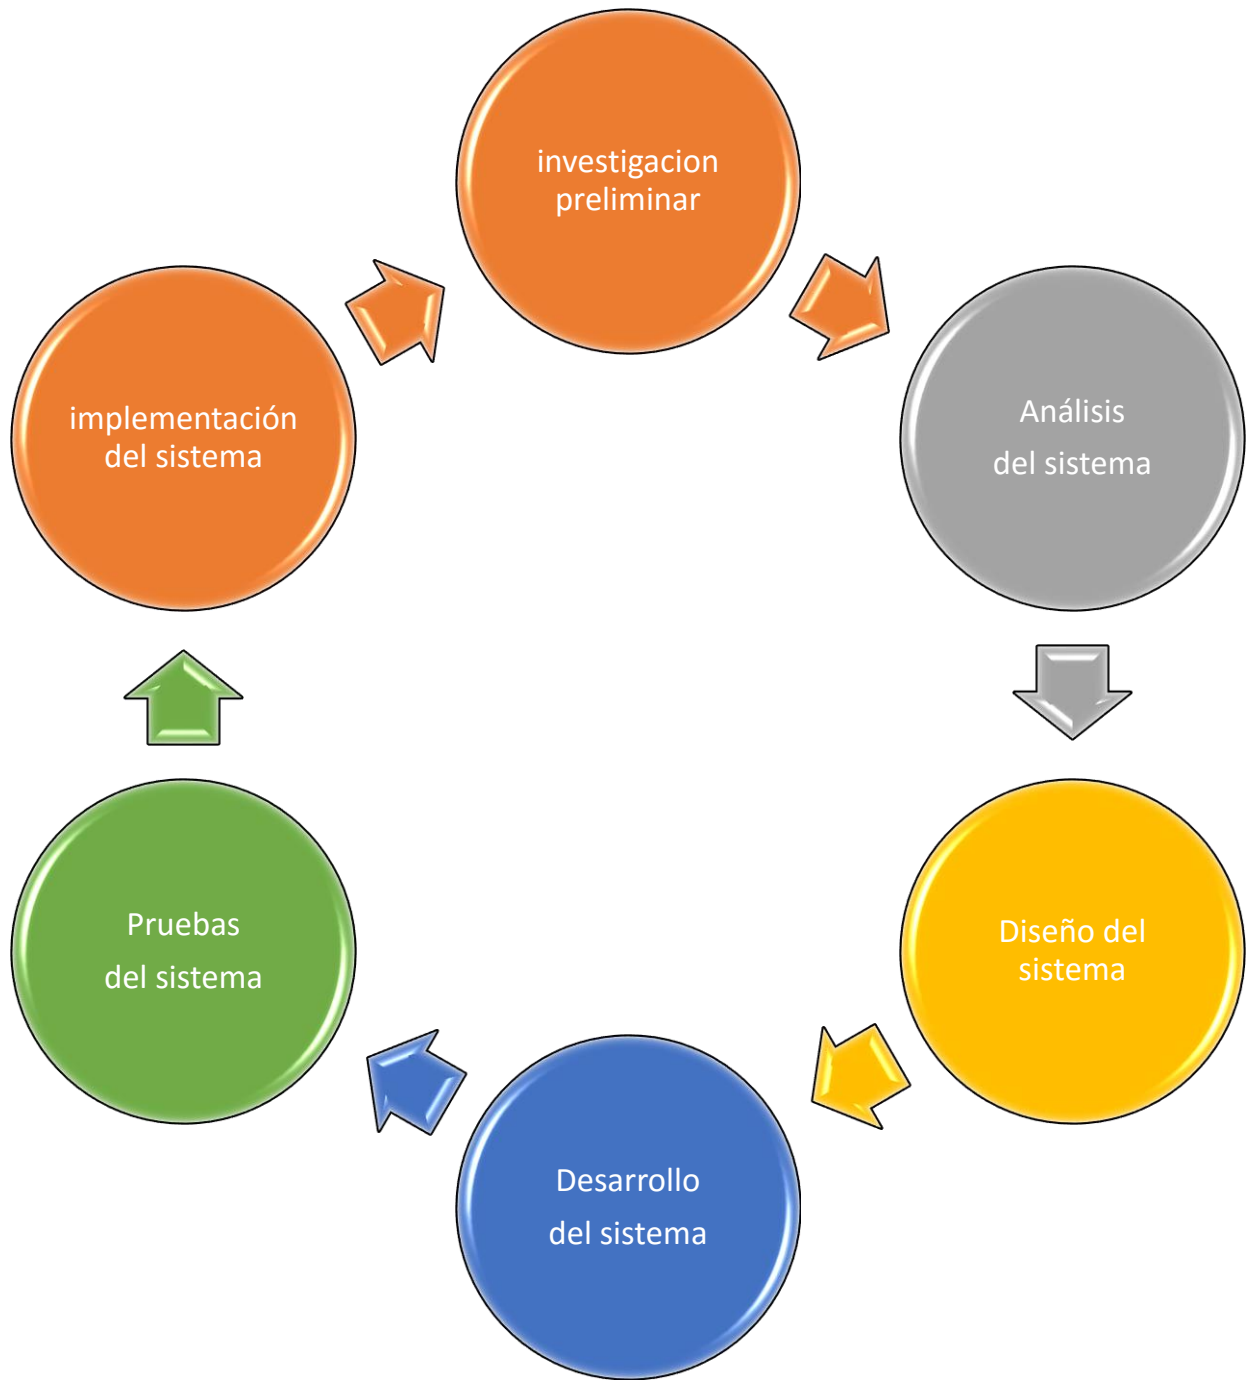 investigacion
preliminar
Análisis
del sistema
Diseño del
sistema
Desarrollo
del sistema
Pruebas
del sistema
implementación
del sistema